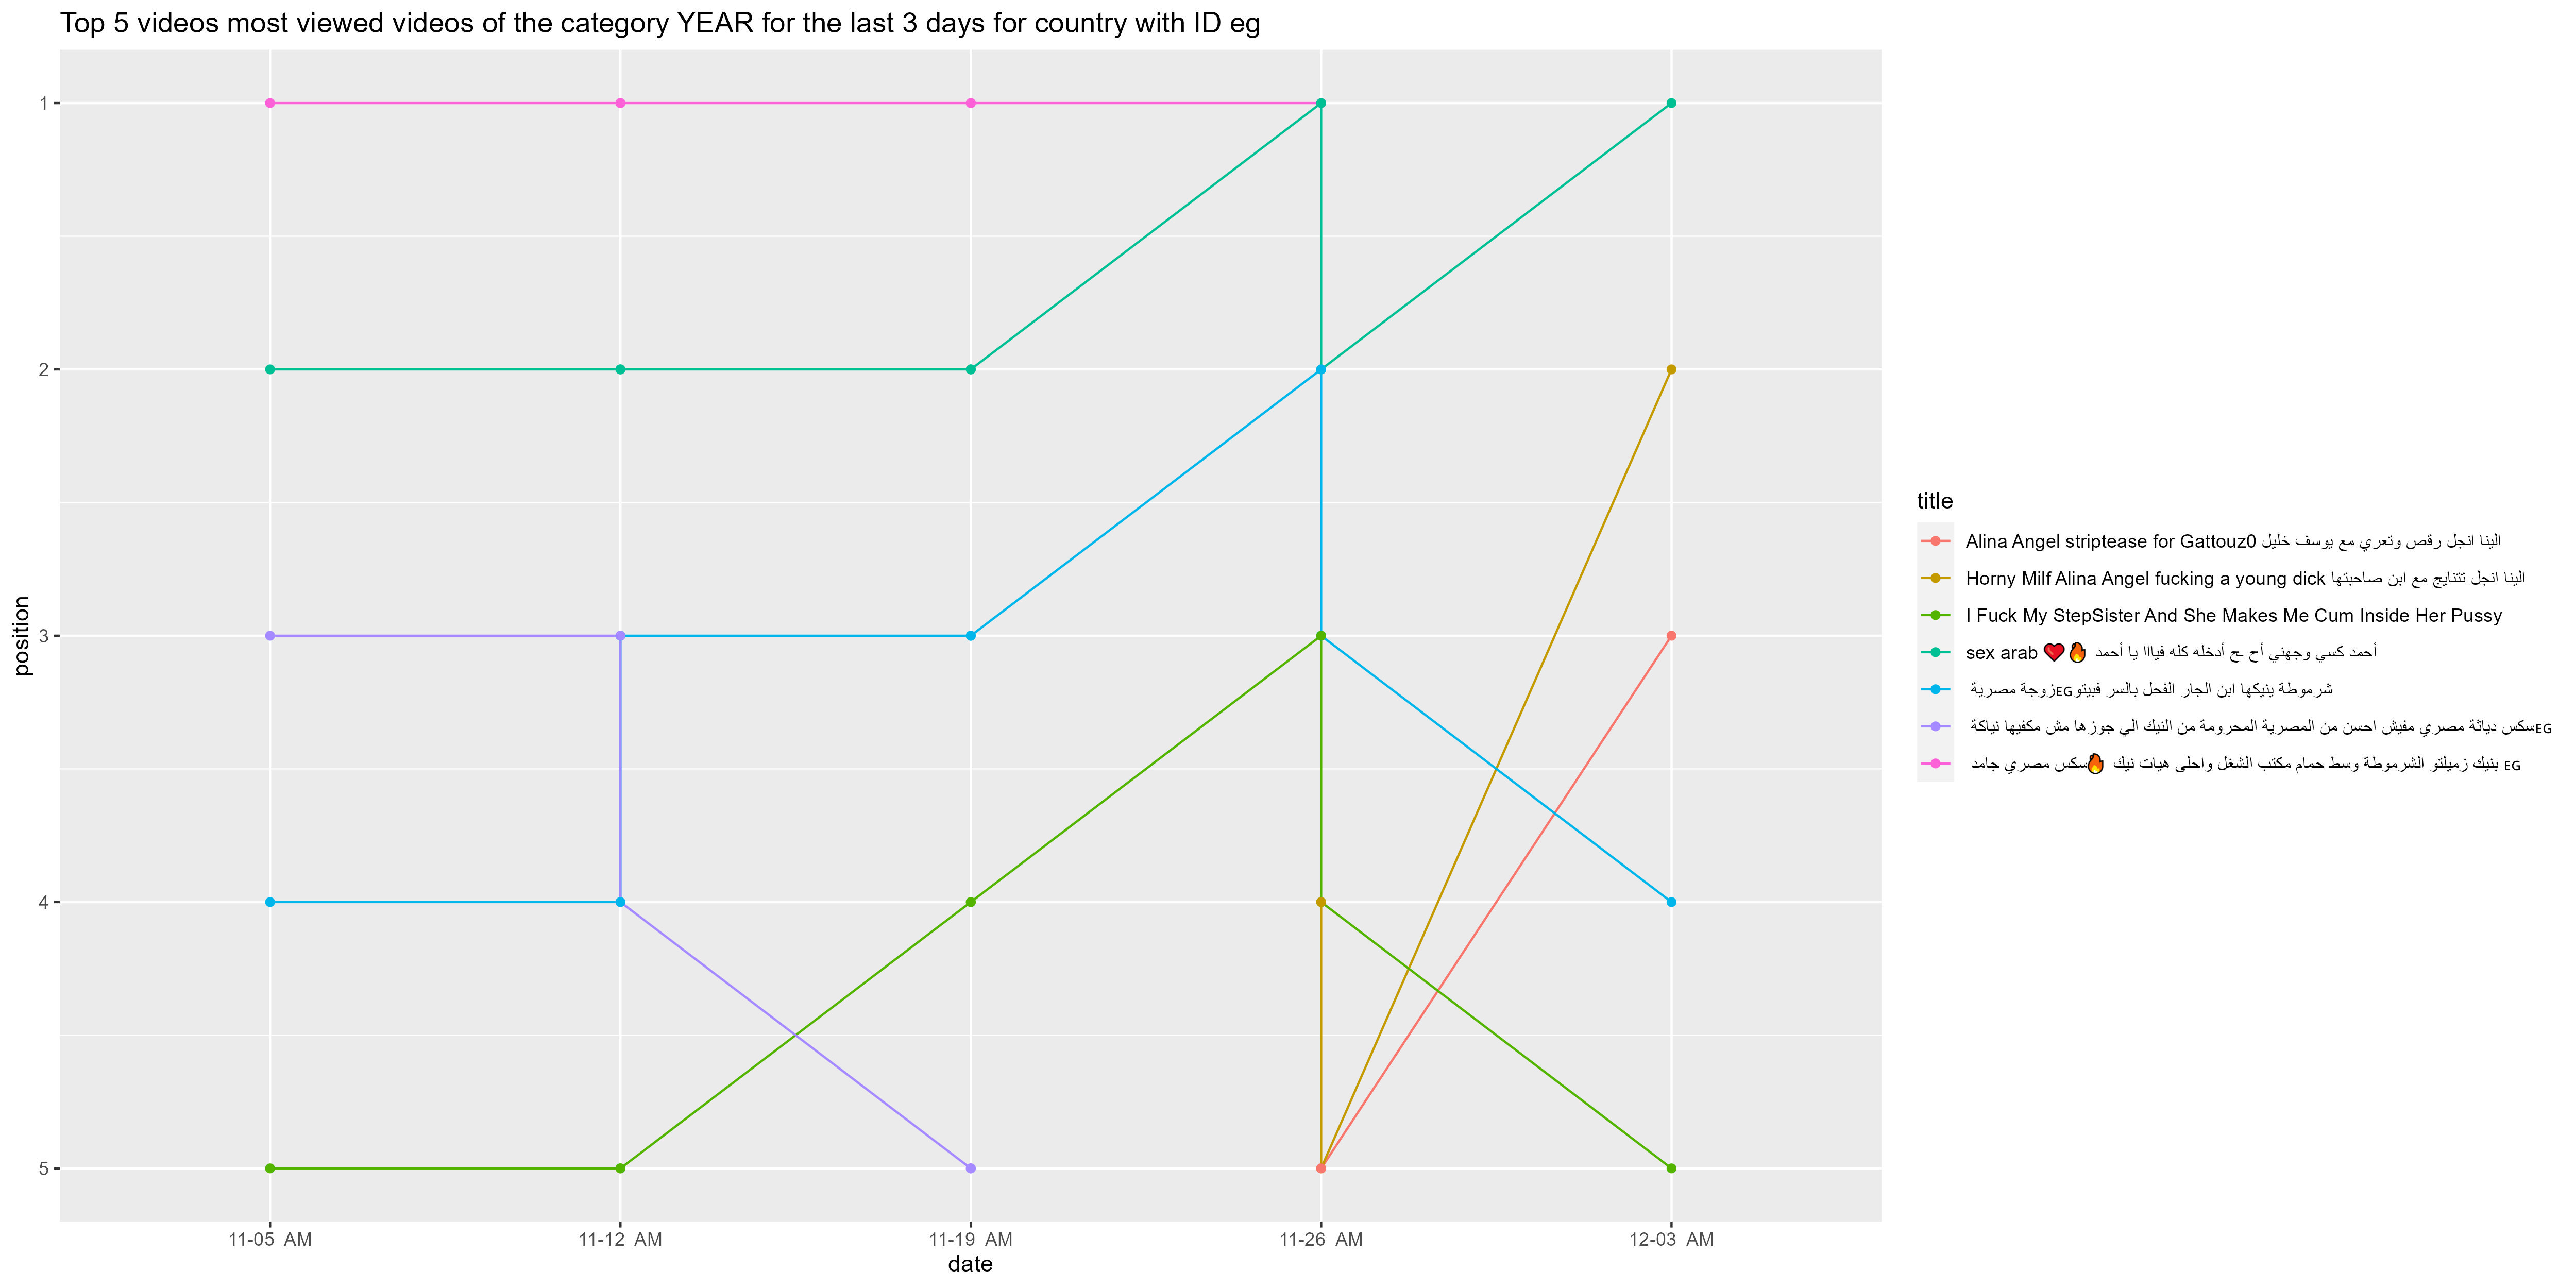 Top 5 videos most viewed videos of the category YEAR for the last 3 days for country with ID eg
position
1
2
3
4
5
11-05 AM
11-12 AM
11-19 AM
11-26 AM
12-03 AM
date
title
Alina Angel striptease for Gattouz0 الينا انجل رقص وتعري مع يوسف خليل
Horny Milf Alina Angel fucking a young dick الينا انجل تتنايج مع ابن صاحبتها
I Fuck My StepSister And She Makes Me Cum Inside Her Pussy
sex arab ❤️🔥 أحمد كسي وجهني أح ـح أدخله كله فيااا يا أحمد
زوجة مصريةEGشرموطة ينيكها ابن الجار الفحل بالسر فبيتو
سكس دياثة مصري مفيش احسن من المصرية المحرومة من النيك الي جوزها مش مكفيها نياكةEG
سكس مصري جامد🔥 بنيك زميلتو الشرموطة وسط حمام مكتب الشغل واحلى هيات نيك EG